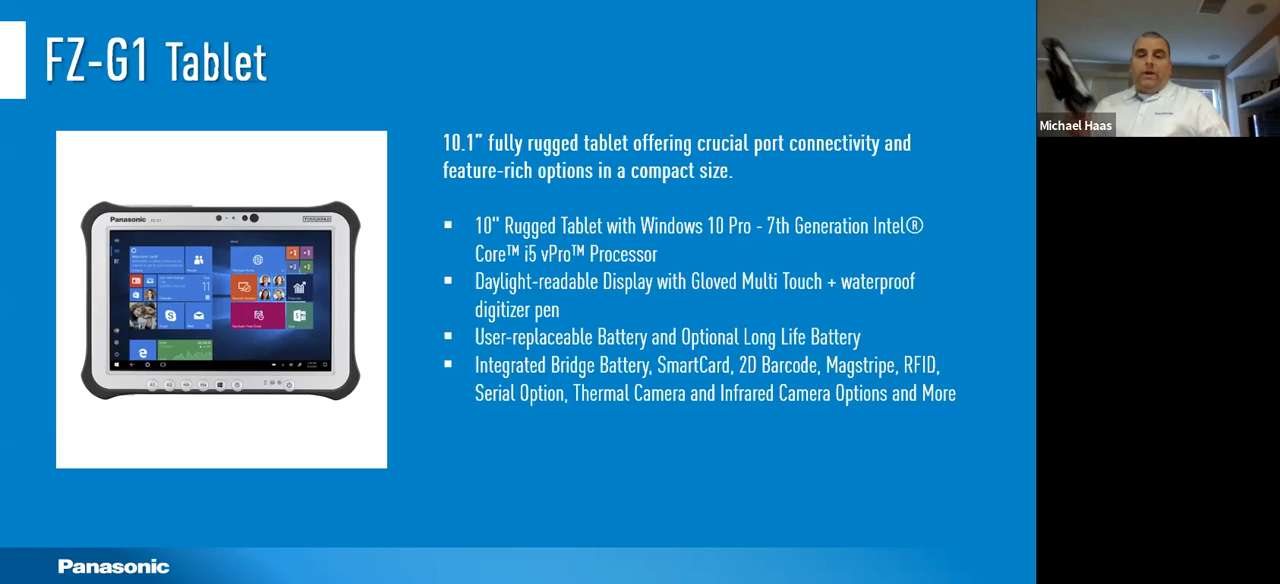 FZ-G1 Tablet
10.1" fully rugged tablet offering crucial port connectivity and
feature-rich options in a compact size.
▪ 10" Rugged Tablet with Windows 10 Pro - 7th Generation Intel®
Core™ i5 vPro™ Processor
▪ Daylight-readable Display with Gloved Multi Touch + waterproof
digitizer pen
▪ User-replaceable Battery and Optional Long Life Battery
▪ Integrated Bridge Battery, SmartCard, 2D Barcode, Magstripe, RFID,
Serial Option, Thermal Camera and Infrared Camera Options and More
Panasonic
FZ-G1
11
Panasonic
Michael Haas